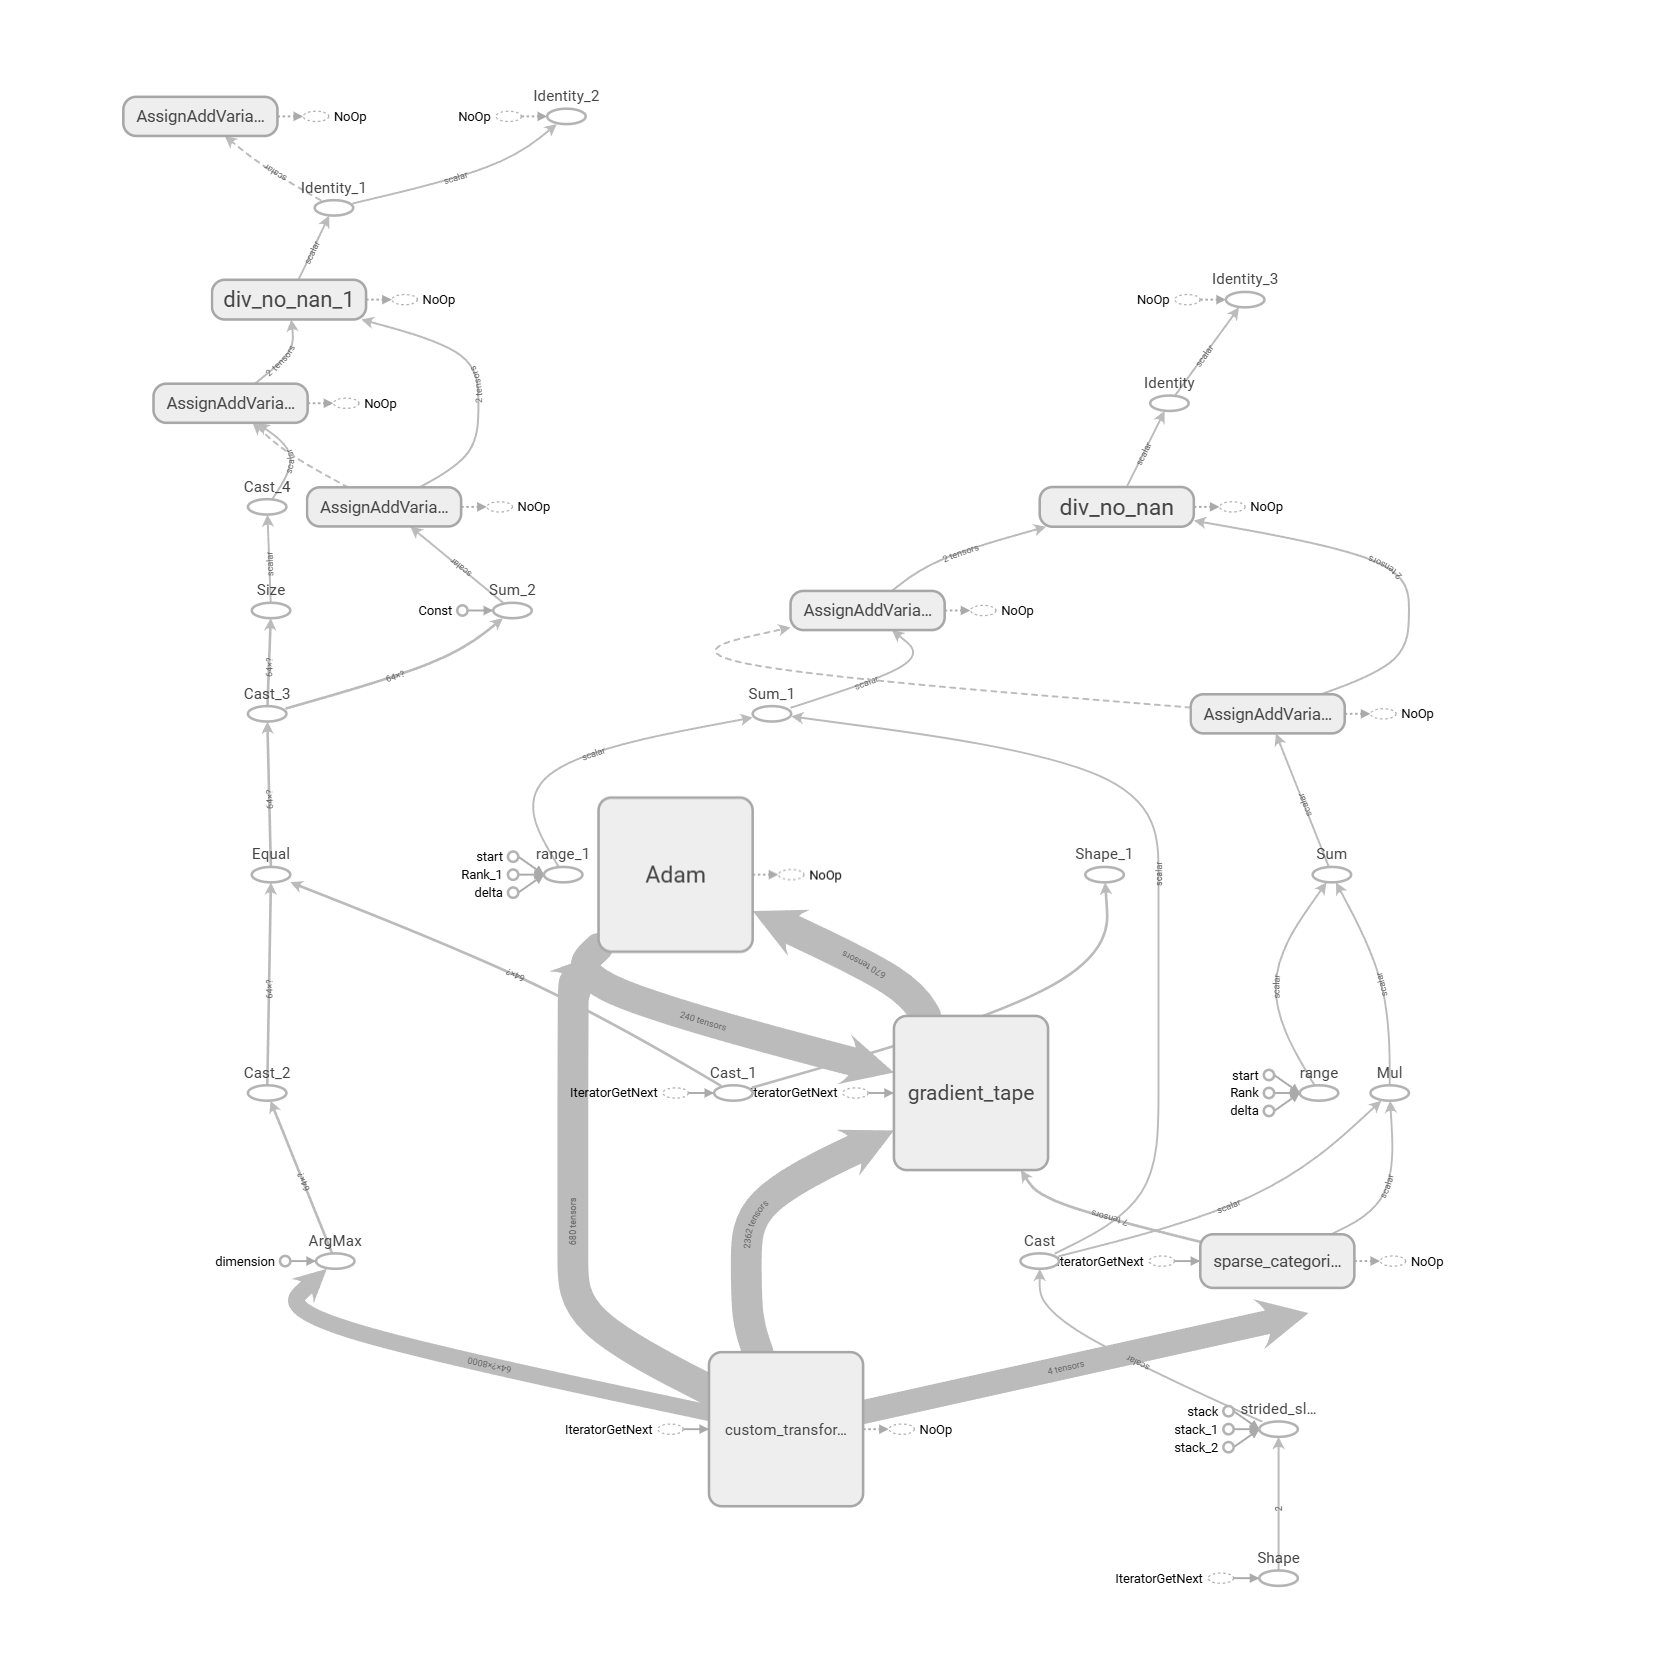 Identity_2
AssignAddVaria...
NoOp
NoOp
scalar
scalar
Identity_1
scalar
Identity_3
div_no_nan_1
NoOp
NoOp
2 tensors
scalar
2 tensors
Identity
AssignAddVaria...
NoOp
scalar
scalar
Cast_4
AssignAddVaria...
NoOp
div_no_nan
NoOp
scalar
scalar
2 tensors
2 tensors
Size
Sum_2
Const
AssignAddVaria...
NoOp
64×?
64×?
scalar
Cast_3
Sum_1
AssignAddVaria...
NoOp
scalar
64×?
scalar
Equal
start
range_1
Rank_1
delta
Adam
NoOp
Shape_1
scalar
Sum
670 tensors
64×?
64×?
scalar
scalar
240 tensors
Cast_2
Cast_1
IteratorGetNext
teratorGetNext
gradient_tape
start
range
Rank
delta
Mul
64×?
680 tensors
2362 tensors
7 tensors
scalar
scalar
ArgMax
dimension
Cast
teratorGetNext
sparse_categori...
NoOp
64×?×8000
4 tensors
scalar
IteratorGetNext
custom_transfor...
NoOp
stack
strided_sl...
stack_1
stack_2
2
Shape
IteratorGetNext